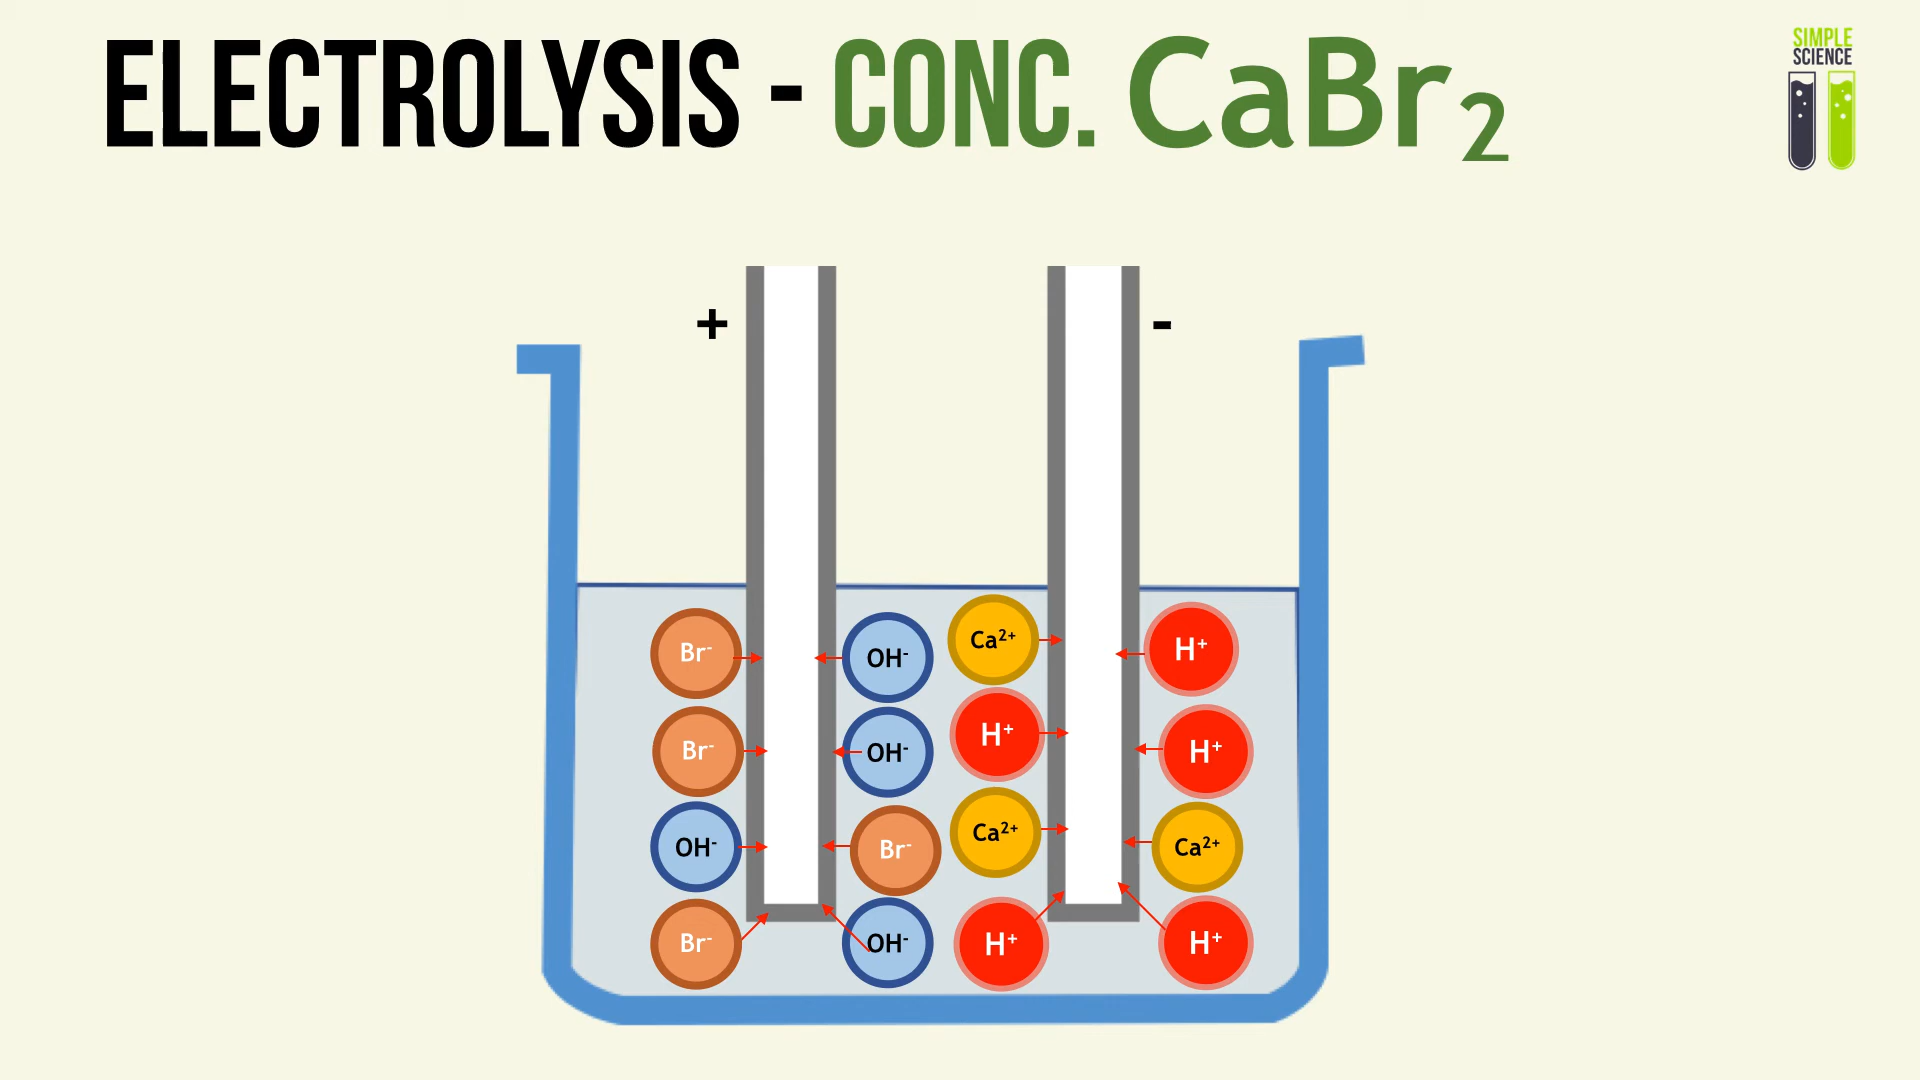 ELECTROLYSIS - CONC. CaBr₂
SIMPLE
SCIENCE
+ -
Br⁻ OH⁻ Ca²⁺ H⁺
Br⁻ OH⁻ H⁺ H⁺
OH⁻ Br⁻ Ca²⁺ Ca²⁺
Br⁻ OH⁻ H⁺ H⁺